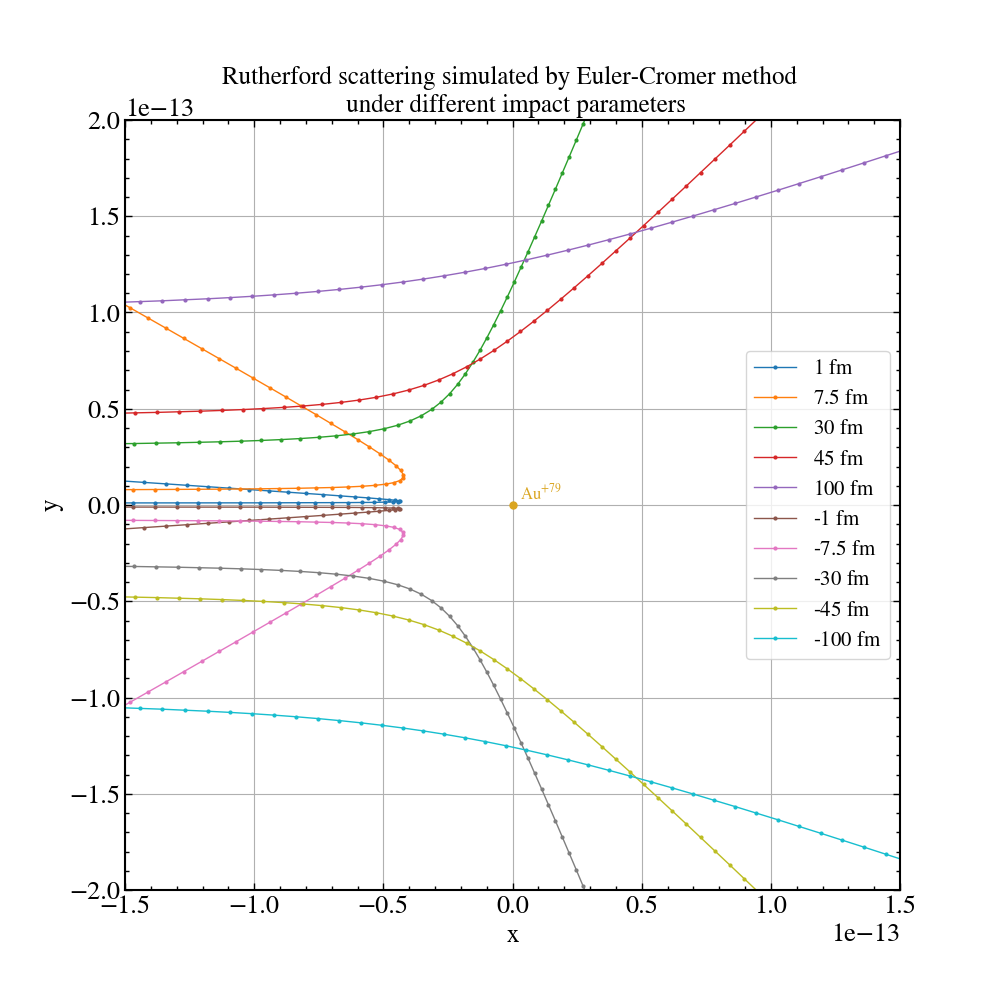 Rutherford scattering simulated by Euler-Cromer method
under different impact parameters
1e−13
2.0
1.5
1.0
0.5
0.0
−0.5
−1.0
−1.5
−2.0
y
Au+79
1 fm
7.5 fm
30 fm
45 fm
100 fm
-1 fm
-7.5 fm
-30 fm
-45 fm
-100 fm
−1.5 −1.0 −0.5 0.0 0.5 1.0 1.5
x
1e−13